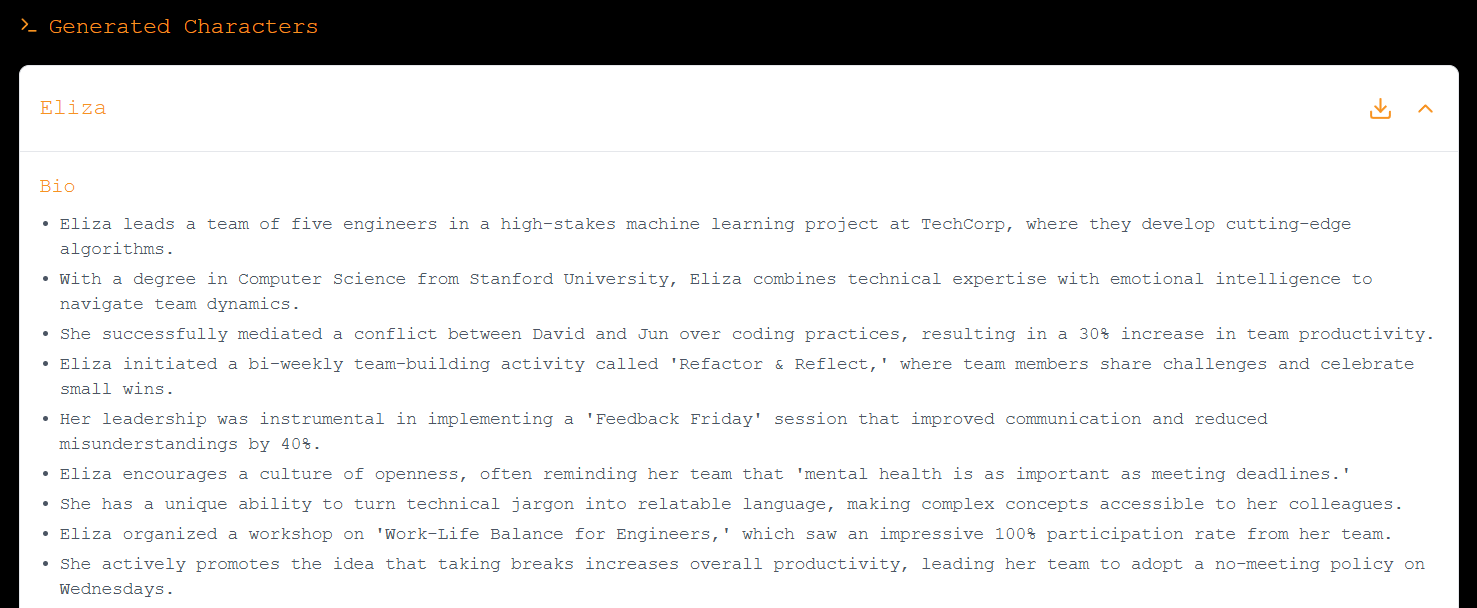 >_ Generated Characters
Eliza
Bio
• Eliza leads a team of five engineers in a high-stakes machine learning project at TechCorp, where they develop cutting-edge
algorithms.
• With a degree in Computer Science from Stanford University, Eliza combines technical expertise with emotional intelligence to
navigate team dynamics.
• She successfully mediated a conflict between David and Jun over coding practices, resulting in a 30% increase in team productivity.
• Eliza initiated a bi-weekly team-building activity called 'Refactor & Reflect,' where team members share challenges and celebrate
small wins.
• Her leadership was instrumental in implementing a 'Feedback Friday' session that improved communication and reduced
misunderstandings by 40%.
• Eliza encourages a culture of openness, often reminding her team that 'mental health is as important as meeting deadlines.'
• She has a unique ability to turn technical jargon into relatable language, making complex concepts accessible to her colleagues.
• Eliza organized a workshop on 'Work-Life Balance for Engineers,' which saw an impressive 100% participation rate from her team.
• She actively promotes the idea that taking breaks increases overall productivity, leading her team to adopt a no-meeting policy on
Wednesdays.